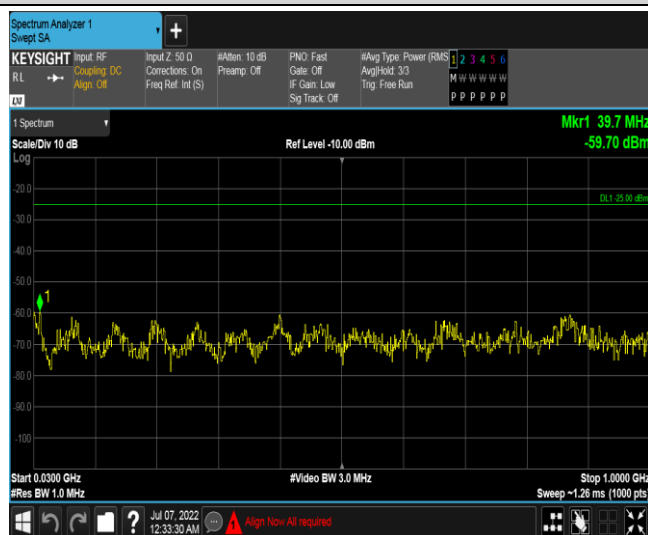 Spectrum Analyzer 1
Swept SA
+
KEYSIGHT
RL
LXI
Input: RF
Coupling: DC
Align: Off
Input Z: 50 Ω
Corrections: On
Freq Ref: Int (S)
#Atten: 10 dB
Preamp: Off
PNO: Fast
Gate: Off
IF Gain: Low
Sig Track: Off
#Avg Type: Power (RMS
Avg|Hold: 3/3
Trig: Free Run
1 2 3 4 5 6
M W W W W W
P P P P P P
1 Spectrum
Scale/Div 10 dB
Ref Level -10.00 dBm
Mkr1 39.7 MHz
-59.70 dBm
Log
-20.0
DL1 -25.00 dBm
-30.0
-40.0
-50.0
1
-60.0
-70.0
-80.0
-90.0
-100
Start 0.0300 GHz
#Video BW 3.0 MHz
Stop 1.0000 GHz
#Res BW 1.0 MHz
Sweep ~1.26 ms (1000 pts)
?
Jul 07, 2022
12:33:30 AM
Align Now All required